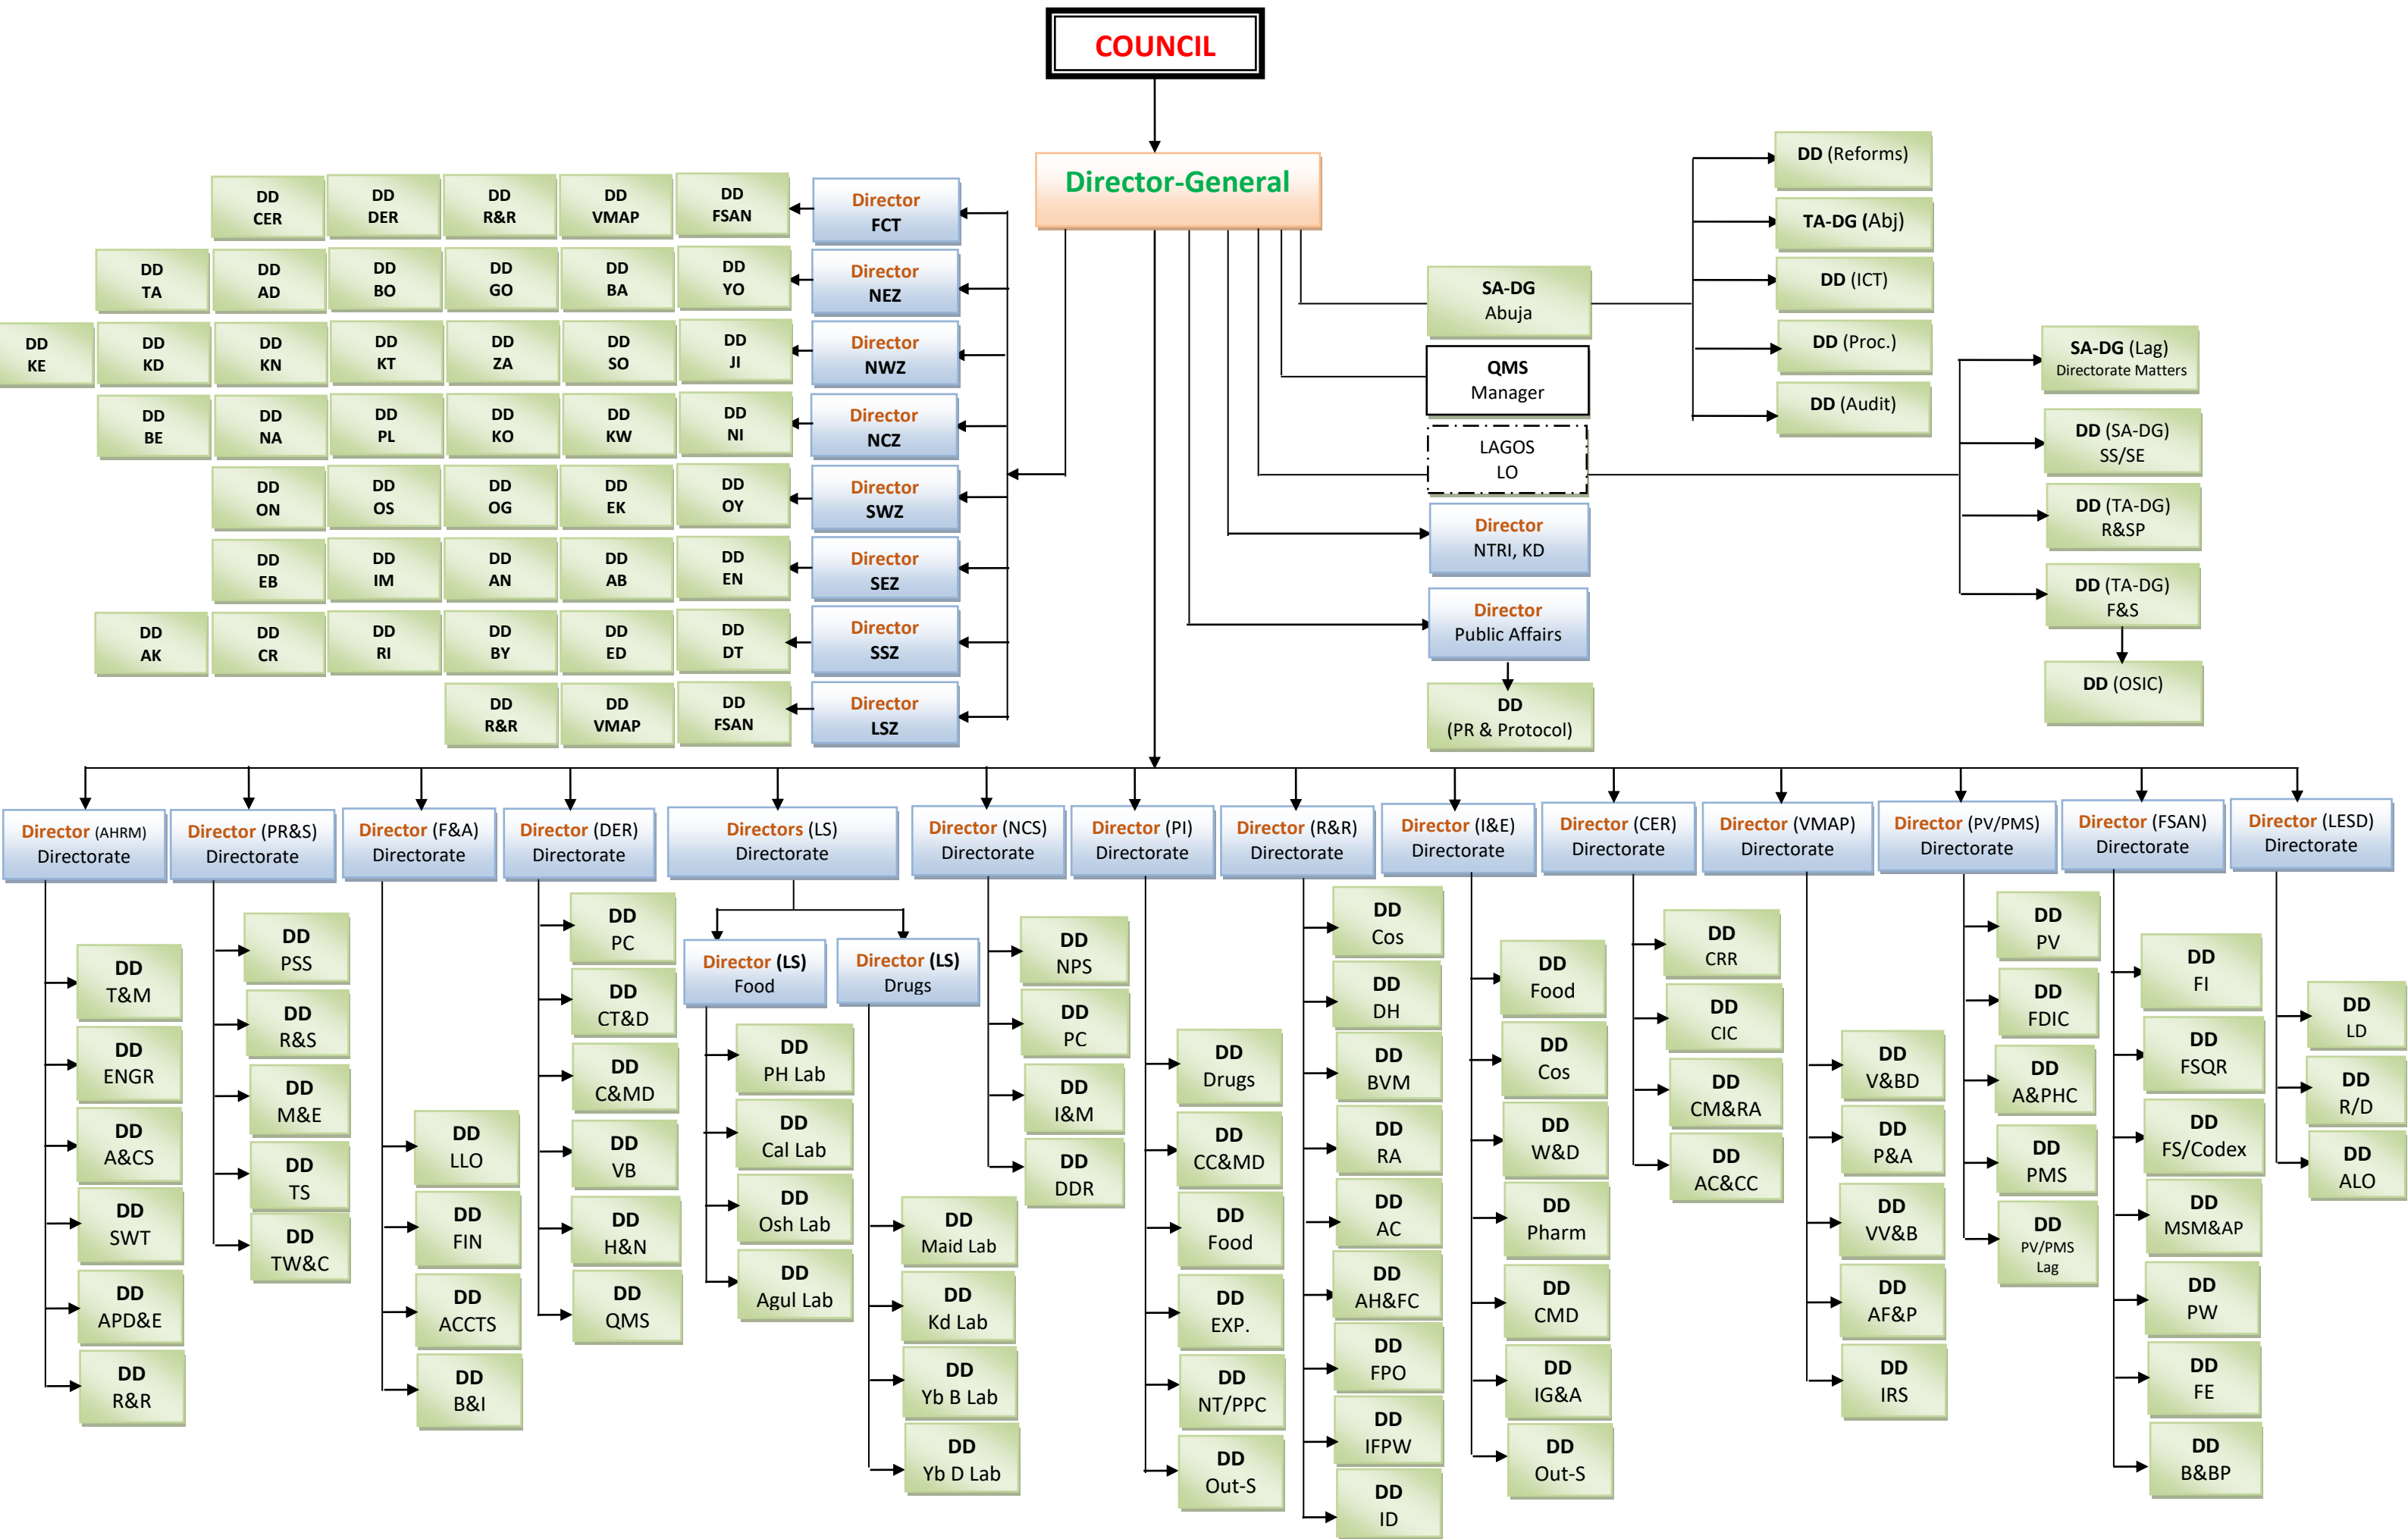 COUNCIL
Director-General
DD
CER
DD
DER
DD
R&R
DD
VMAP
DD
FSAN
Director
FCT
DD
TA
DD
AD
DD
BO
DD
GO
DD
BA
DD
YO
Director
NEZ
DD
KE
DD
KD
DD
KN
DD
KT
DD
ZA
DD
SO
DD
JI
Director
NWZ
DD
BE
DD
NA
DD
PL
DD
KO
DD
KW
DD
NI
Director
NCZ
DD
ON
DD
OS
DD
OG
DD
EK
DD
OY
Director
SWZ
DD
EB
DD
IM
DD
AN
DD
AB
DD
EN
Director
SEZ
DD
AK
DD
CR
DD
RI
DD
BY
DD
ED
DD
DT
Director
SSZ
DD
R&R
DD
VMAP
DD
FSAN
Director
LSZ
SA-DG
Abuja
QMS
Manager
LAGOS
LO
Director
NTRI, KD
Director
Public Affairs
DD
(PR & Protocol)
DD (Reforms)
TA-DG (Abj)
DD (ICT)
DD (Proc.)
DD (Audit)
SA-DG (Lag)
Directorate Matters
DD (SA-DG)
SS/SE
DD (TA-DG)
R&SP
DD (TA-DG)
F&S
DD (OSIC)
Director (AHRM)
Directorate
DD
T&M
DD
ENGR
DD
A&CS
DD
SWT
DD
APD&E
DD
R&R
Director (PR&S)
Directorate
DD
PSS
DD
R&S
DD
M&E
DD
TS
DD
TW&C
Director (F&A)
Directorate
DD
LLO
DD
FIN
DD
ACCTS
DD
B&I
Director (DER)
Directorate
DD
PC
DD
CT&D
DD
C&MD
DD
VB
DD
H&N
DD
QMS
Directors (LS)
Directorate
Director (LS)
Food
DD
PH Lab
DD
Cal Lab
DD
Osh Lab
DD
Agul Lab
Director (LS)
Drugs
DD
Maid Lab
DD
Kd Lab
DD
Yb B Lab
DD
Yb D Lab
Director (NCS)
Directorate
DD
NPS
DD
PC
DD
I&M
DD
DDR
Director (PI)
Directorate
DD
Drugs
DD
CC&MD
DD
Food
DD
EXP.
DD
NT/PPC
DD
Out-S
Director (R&R)
Directorate
DD
Cos
DD
DH
DD
BVM
DD
RA
DD
AC
DD
AH&FC
DD
FPO
DD
IFPW
DD
ID
Director (I&E)
Directorate
DD
Food
DD
Cos
DD
W&D
DD
Pharm
DD
CMD
DD
IG&A
DD
Out-S
Director (CER)
Directorate
DD
CRR
DD
CIC
DD
CM&RA
DD
AC&CC
Director (VMAP)
Directorate
DD
V&BD
DD
P&A
DD
VV&B
DD
AF&P
DD
IRS
Director (PV/PMS)
Directorate
DD
PV
DD
FDIC
DD
A&PHC
DD
PMS
DD
PV/PMS
Lag
Director (FSAN)
Directorate
DD
FI
DD
FSQR
DD
FS/Codex
DD
MSM&AP
DD
PW
DD
FE
DD
B&BP
Director (LESD)
Directorate
DD
LD
DD
R/D
DD
ALO